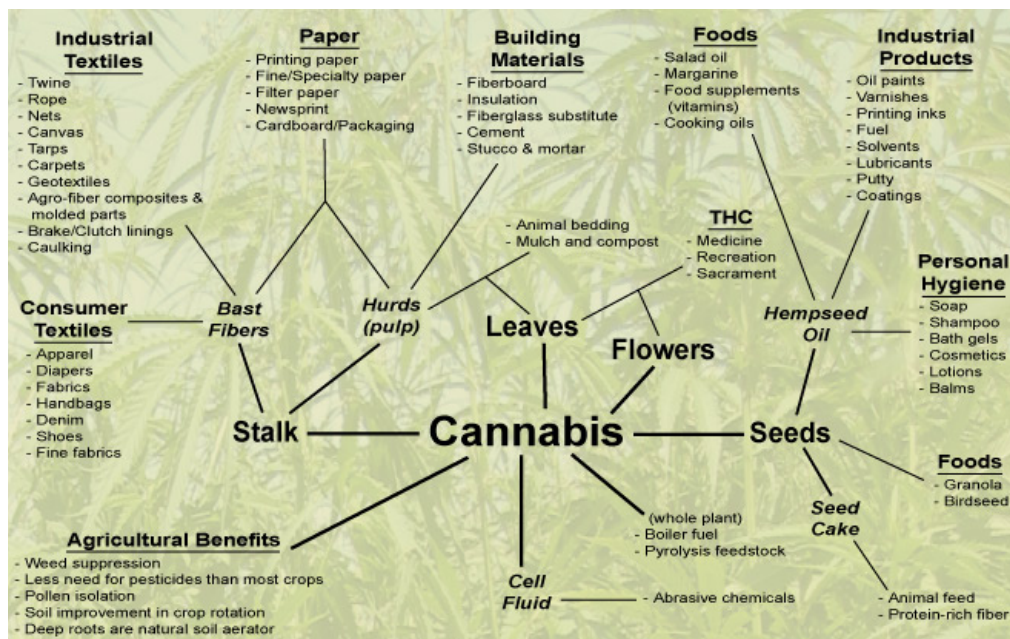 Industrial
Textiles
- Twine
- Rope
- Nets
- Canvas
- Tarps
- Carpets
- Geotextiles
- Agro-fiber composites &
molded parts
- Brake/Clutch linings
- Caulking
Paper
- Printing paper
- Fine/Specialty paper
- Filter paper
- Newsprint
- Cardboard/Packaging
Building
Materials
- Fiberboard
- Insulation
- Fiberglass substitute
- Cement
- Stucco & mortar
Foods
- Salad oil
- Margarine
- Food supplements
(vitamins)
- Cooking oils
Industrial
Products
- Oil paints
- Varnishes
- Printing inks
- Fuel
- Solvents
- Lubricants
- Putty
- Coatings
- Animal bedding
- Mulch and compost
THC
- Medicine
- Recreation
- Sacrament
Personal
Hygiene
- Soap
- Shampoo
- Bath gels
- Cosmetics
- Lotions
- Balms
Consumer
Textiles
- Apparel
- Diapers
- Fabrics
- Handbags
- Denim
- Shoes
- Fine fabrics
Bast
Fibers
Hurds
(pulp)
Leaves
Flowers
Hempseed
Oil
Stalk
Cannabis
Seeds
Foods
- Granola
- Birdseed
Seed
Cake
(whole plant)
- Boiler fuel
- Pyrolysis feedstock
Agricultural Benefits
- Weed suppression
- Less need for pesticides than most crops
- Pollen isolation
- Soil improvement in crop rotation
- Deep roots are natural soil aerator
Cell
Fluid
- Abrasive chemicals
- Animal feed
- Protein-rich fiber